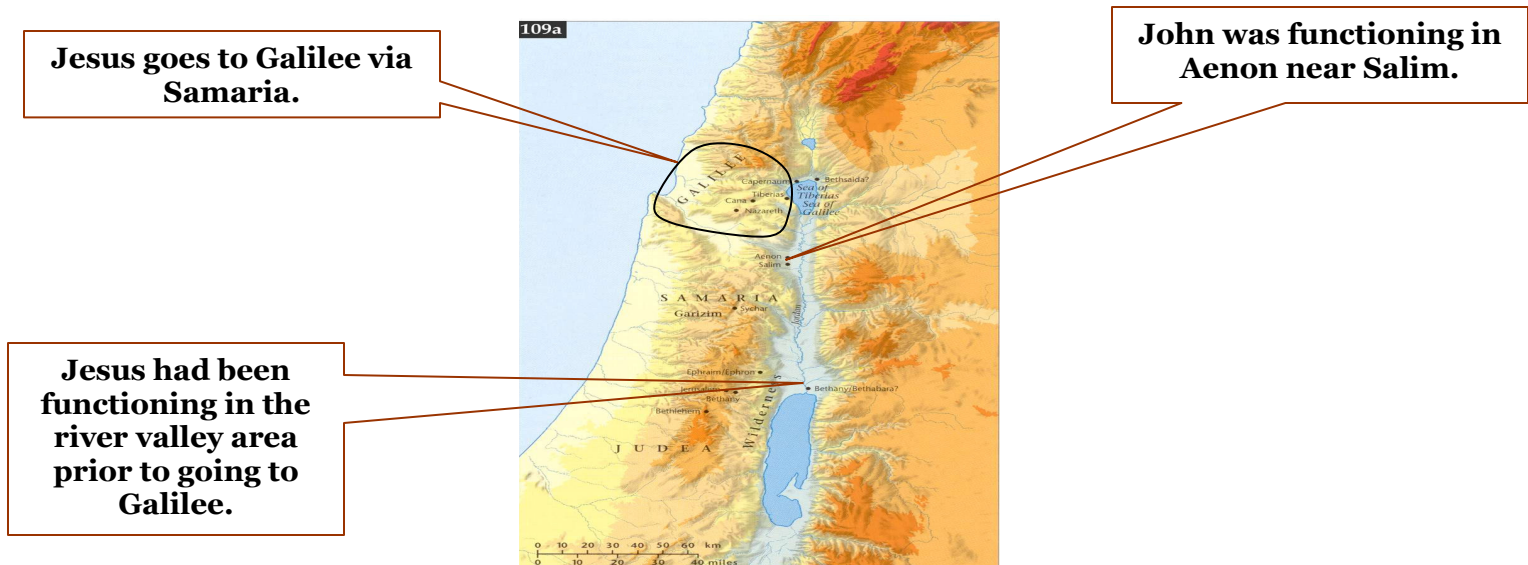 109a
Jesus goes to Galilee via
Samaria.
John was functioning in
Aenon near Salim.
Jesus had been
functioning in the
river valley area
prior to going to
Galilee.
GALILEE
Capernaum
Bethsaida?
Sea of
Tiberias
Sea of
Galilee
Tiberias
Cana
Nazareth
Aenon
Salim
SAMARIA
Garizim
Sychar
Jordan
Ephraim/Ephron
Jerusalem
Bethany
Bethany/Bethabara?
Bethlehem
Wilderness
JUDEA
0 10 20 30 40 50 60 km
0 10 20 30 40 miles